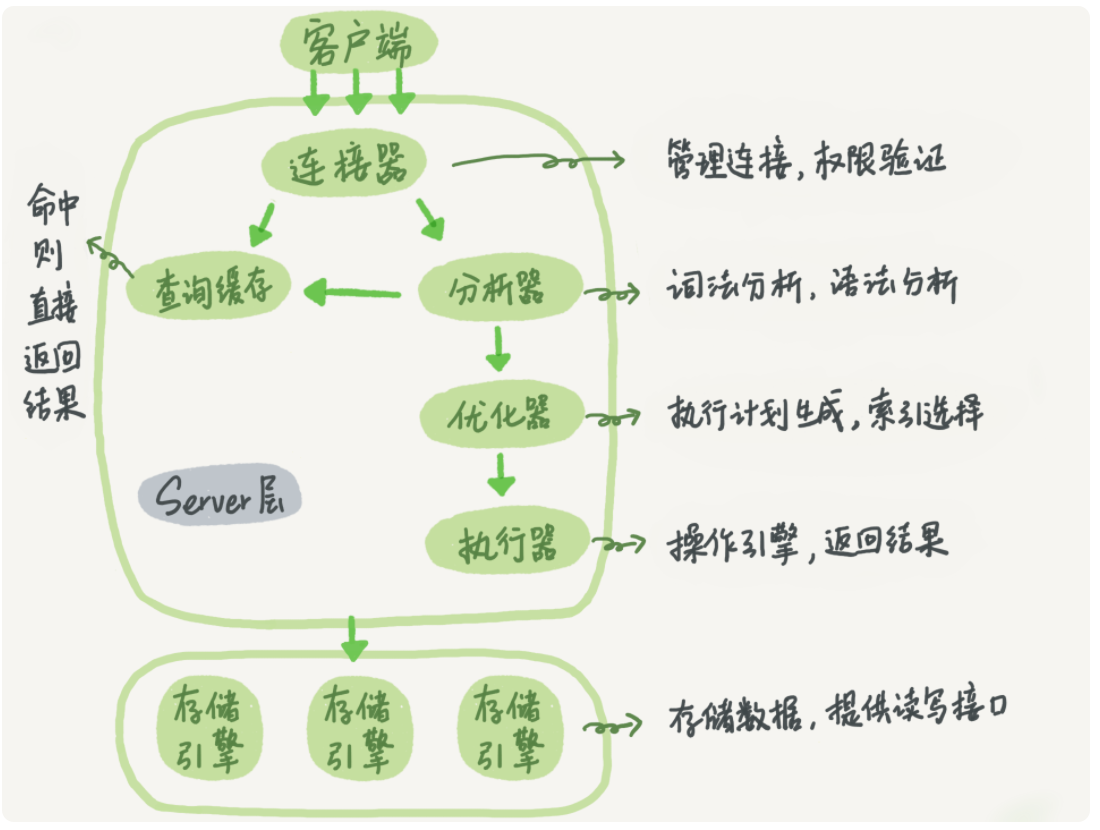 客户端
连接器
管理连接，权限验证
命中
则
直接
返回
结果
查询缓存
分析器
词法分析，语法分析
优化器
执行计划生成，索引选择
Server层
执行器
操作引擎，返回结果
存储
引擎
存储
引擎
存储
引擎
存储数据，提供读写接口